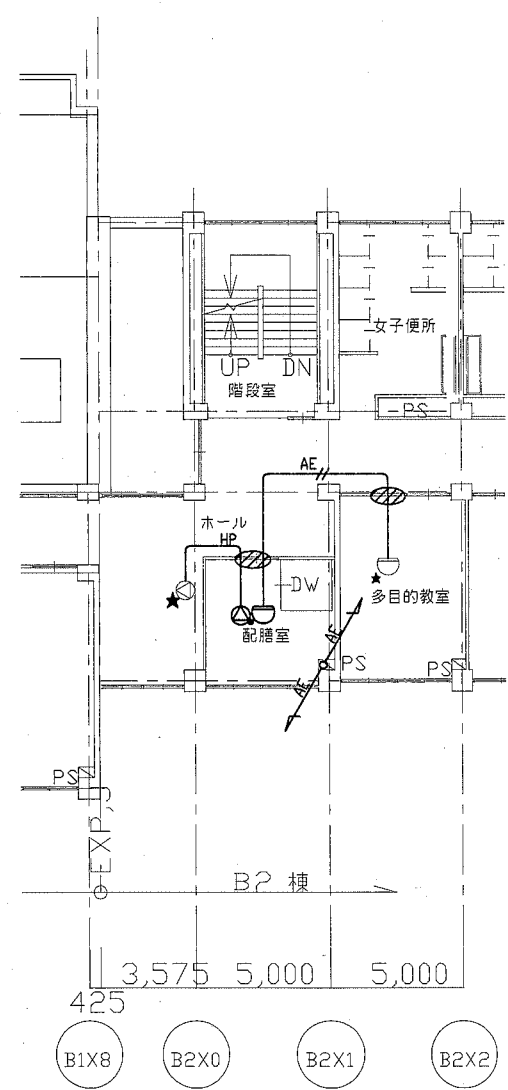 女子便所
UP DN
階段室
PS
AE
ホール
HP
DW
多目的教室
配膳室
AE
PS
PS
AE
PS
EXP,J
B2 棟
3,575 5,000 5,000
425
B1X8 B2X0 B2X1 B2X2